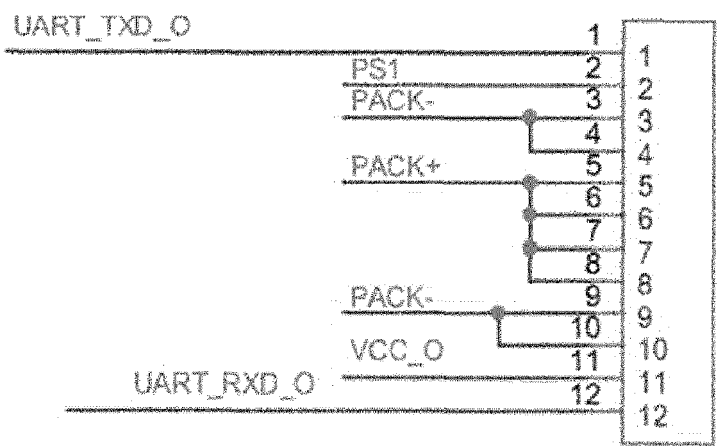 UART_TXD_O
1 1
PS1 2 2
PACK- 3 3
4 4
PACK+ 5 5
6 6
7 7
8 8
PACK- 9 9
10 10
VCC_O 11 11
UART_RXD_O 12 12